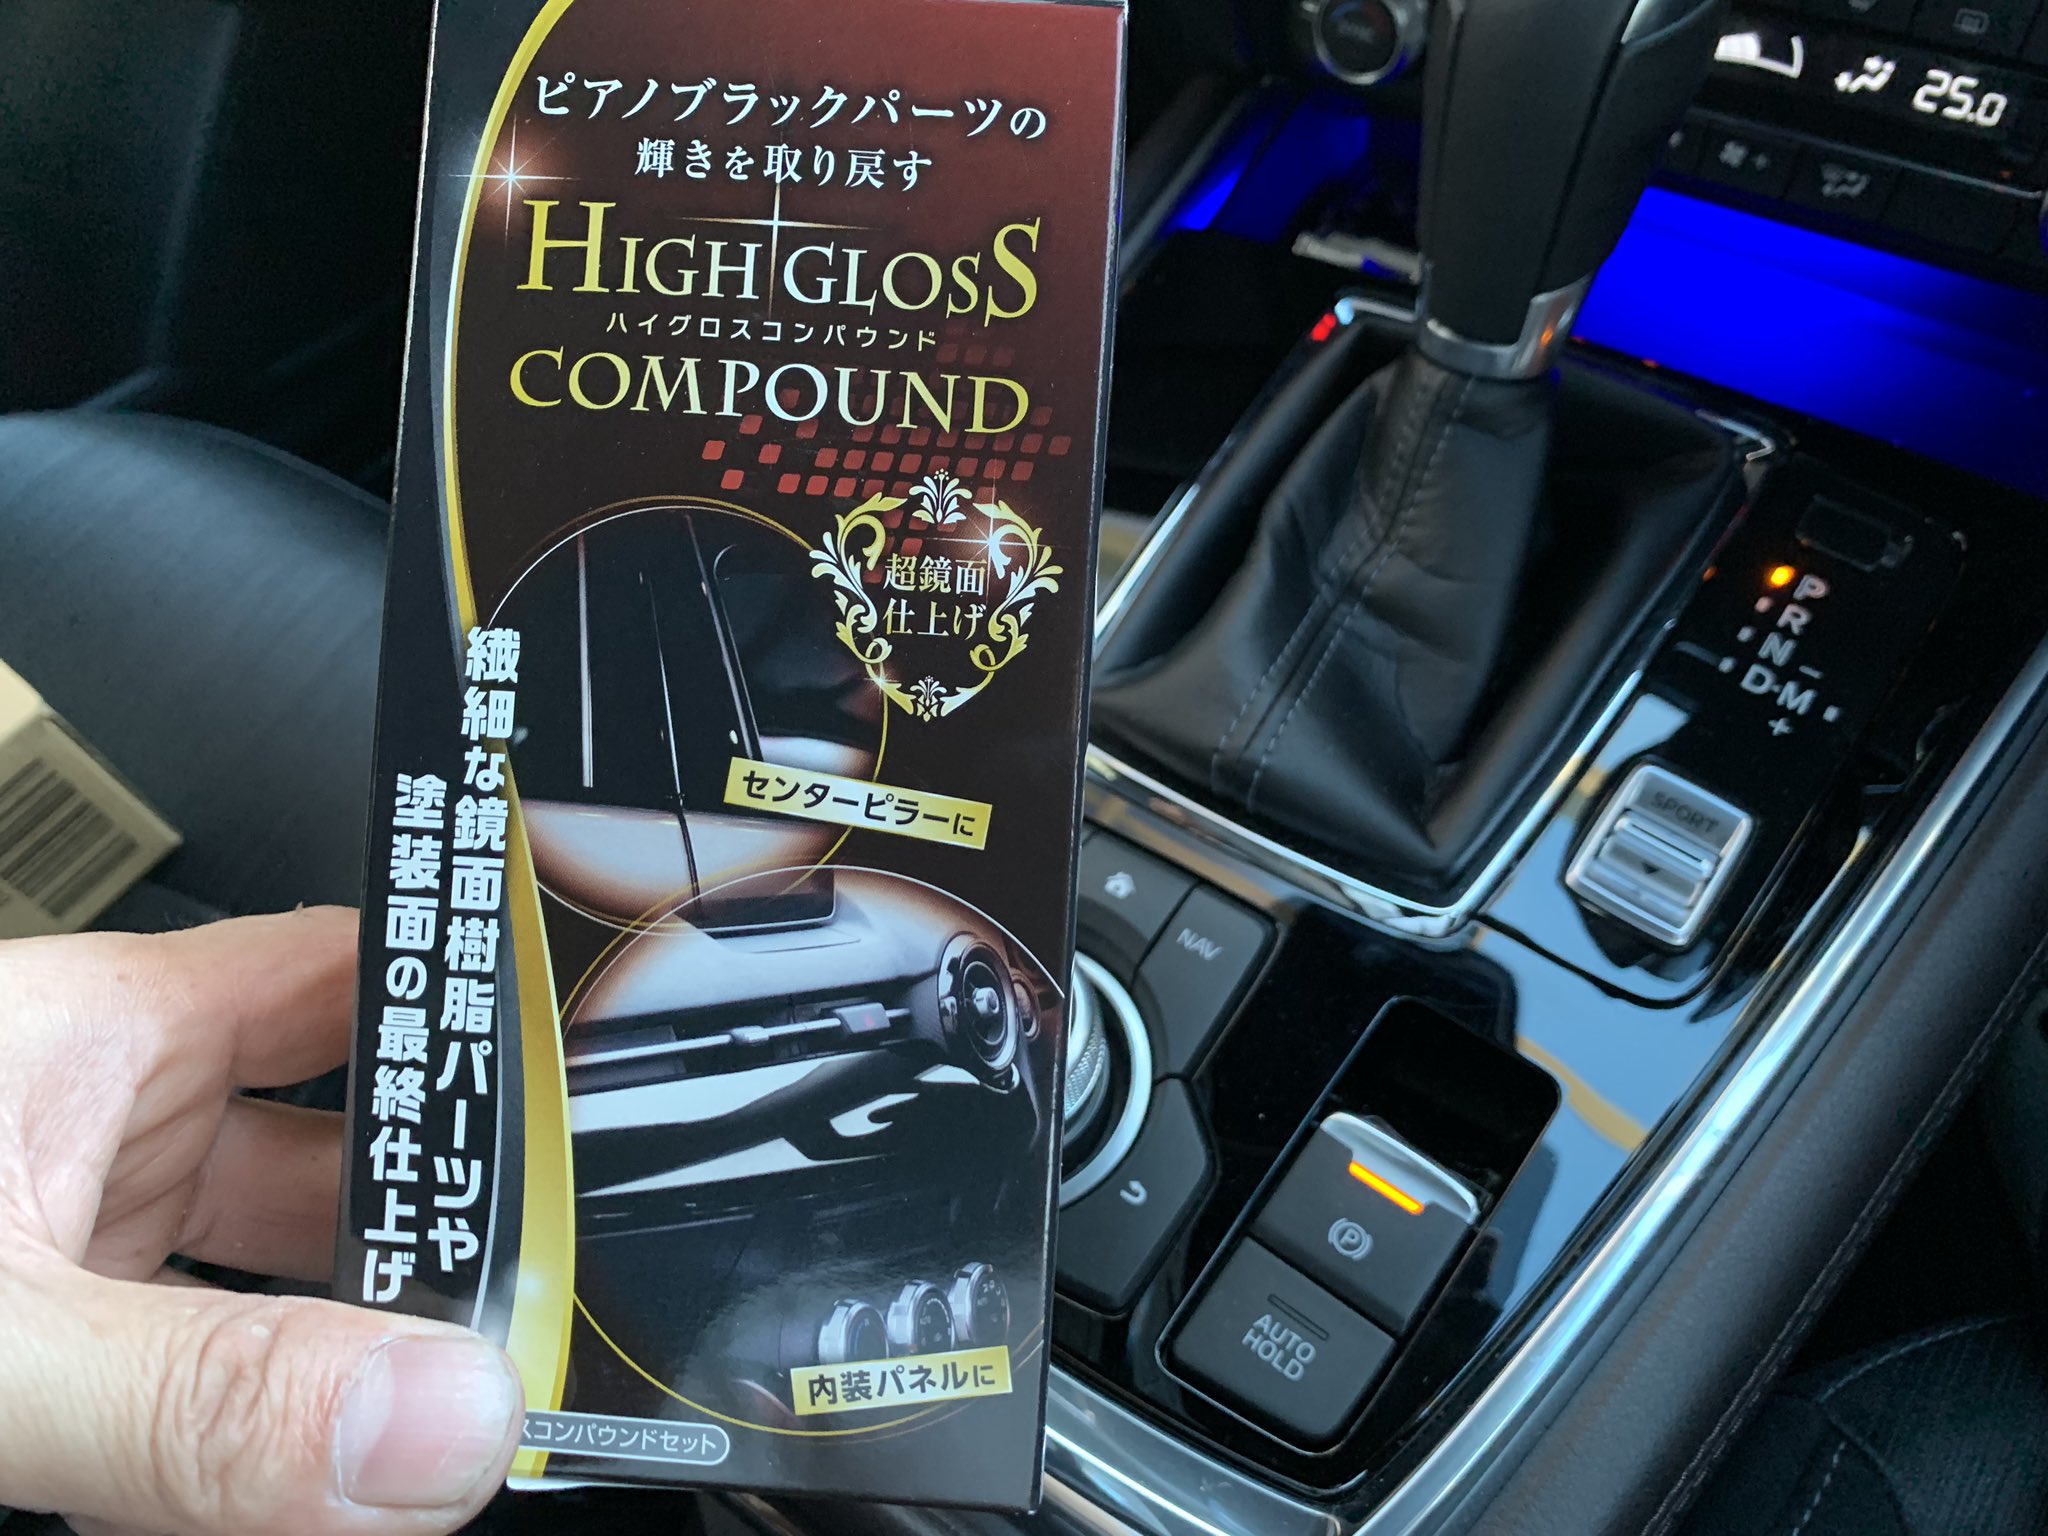 ピアノブラックパーツの
輝きを取り戻す
HIGH GLOSS
ハイグロスコンパウンド
COMPOUND
超鏡面
仕上げ
センターピラーに
繊細な鏡面樹脂パーツや
塗装面の最終仕上げ
内装パネルに
スコンパウンドセット
25.0
P
R
N
D-M
+
SPORT
NAV
P
AUTO
HOLD